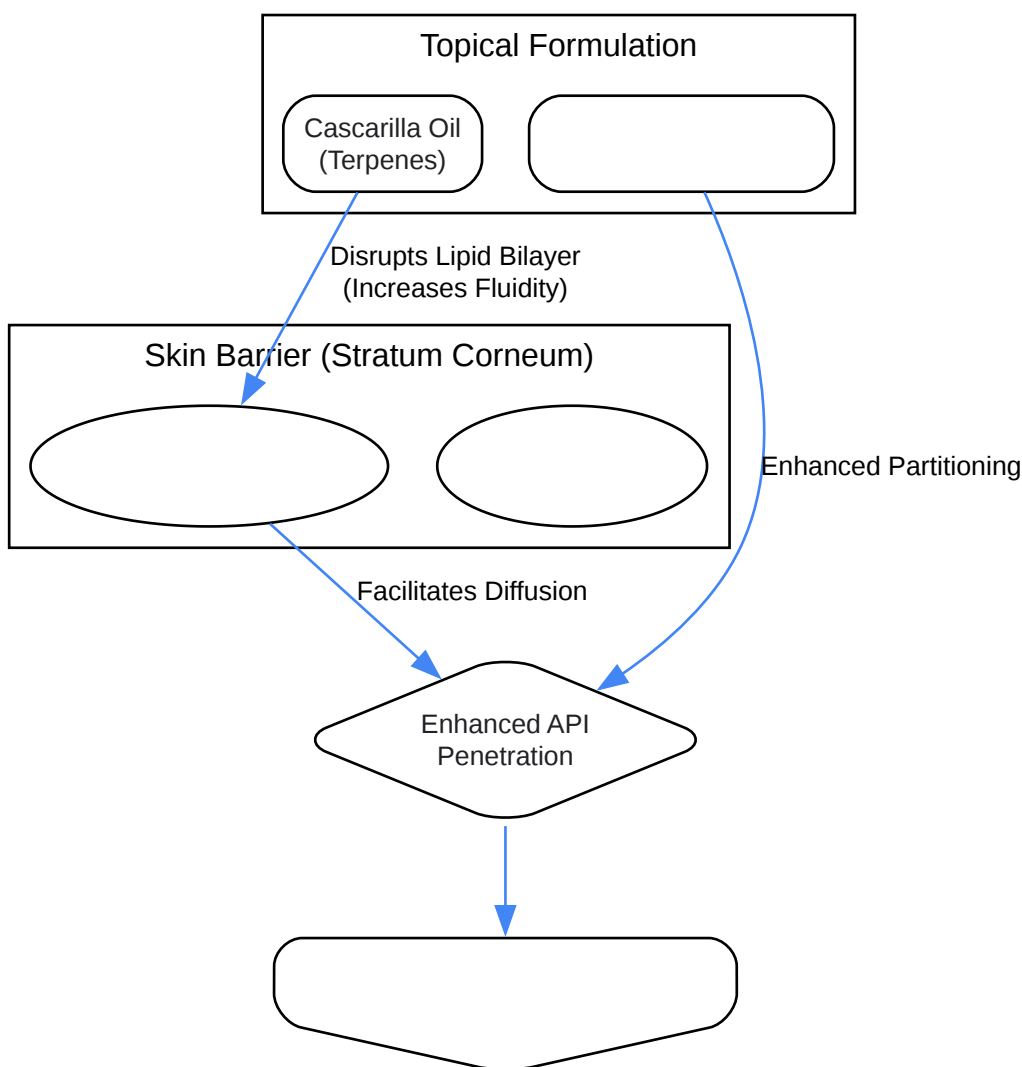 Topical Formulation
Cascarilla Oil
(Terpenes)
Disrupts Lipid Bilayer
(Increases Fluidity)
Skin Barrier (Stratum Corneum)
Enhanced Partitioning
Facilitates Diffusion
Enhanced API
Penetration